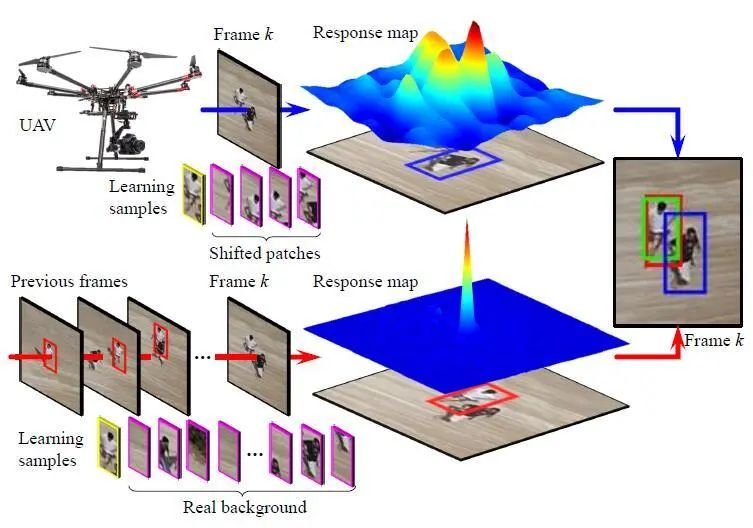 Frame k
Response map
UAV
Learning
samples
Shifted patches
Previous frames
Frame k
Response map
Frame k
...
Learning
samples
...
Real background